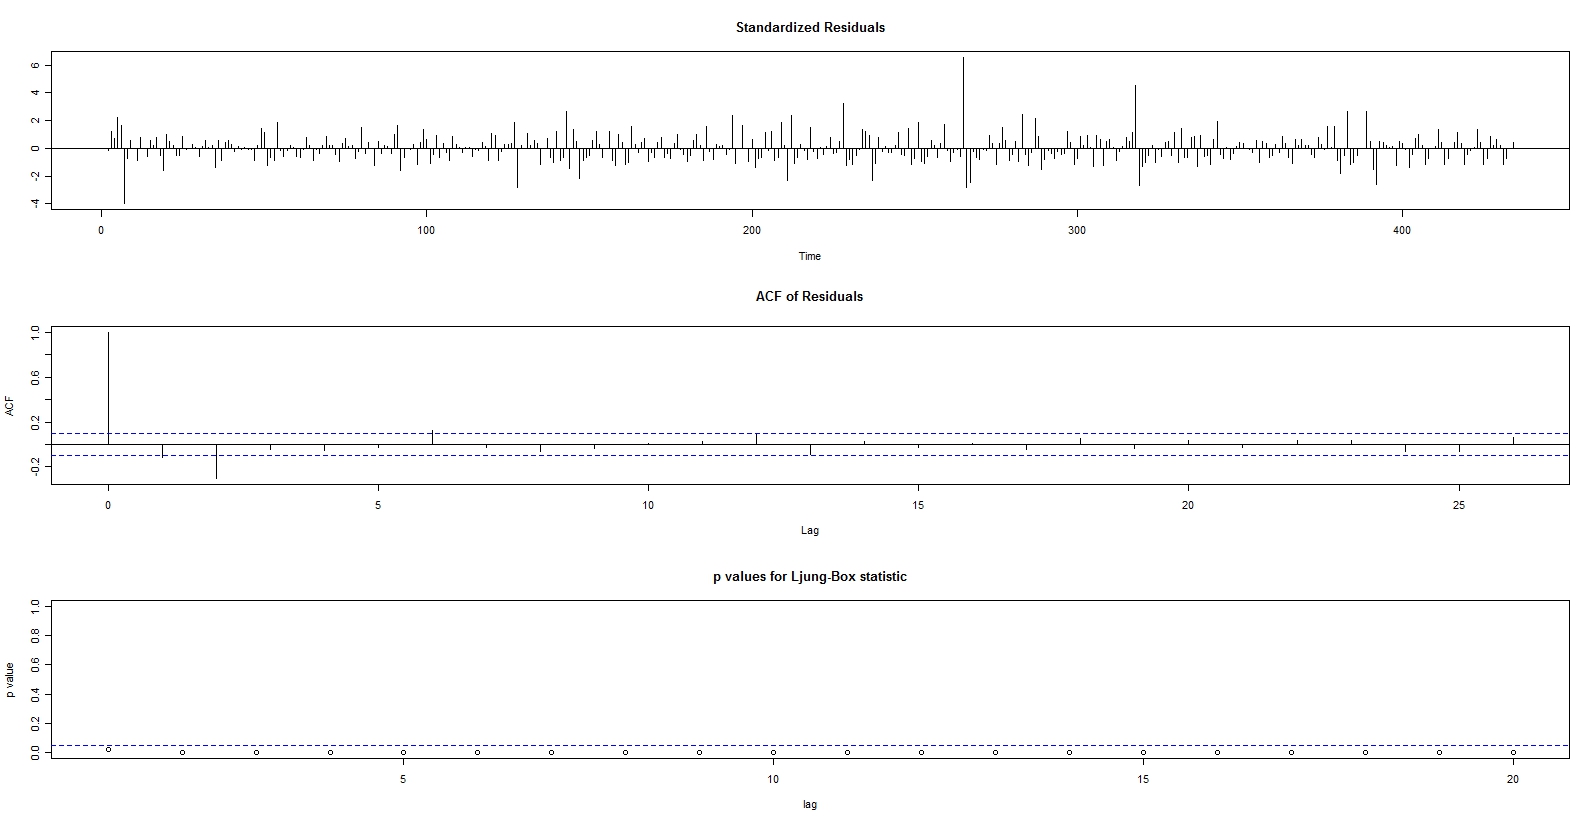 Standardized Residuals
6
4
2
0
-2
-4
0 100 200 300 400
Time
ACF of Residuals
1.0
0.6
0.2
-0.2
ACF
0 5 10 15 20 25
Lag
p values for Ljung-Box statistic
1.0
0.8
0.6
0.4
0.2
0.0
p value
5 10 15 20
lag